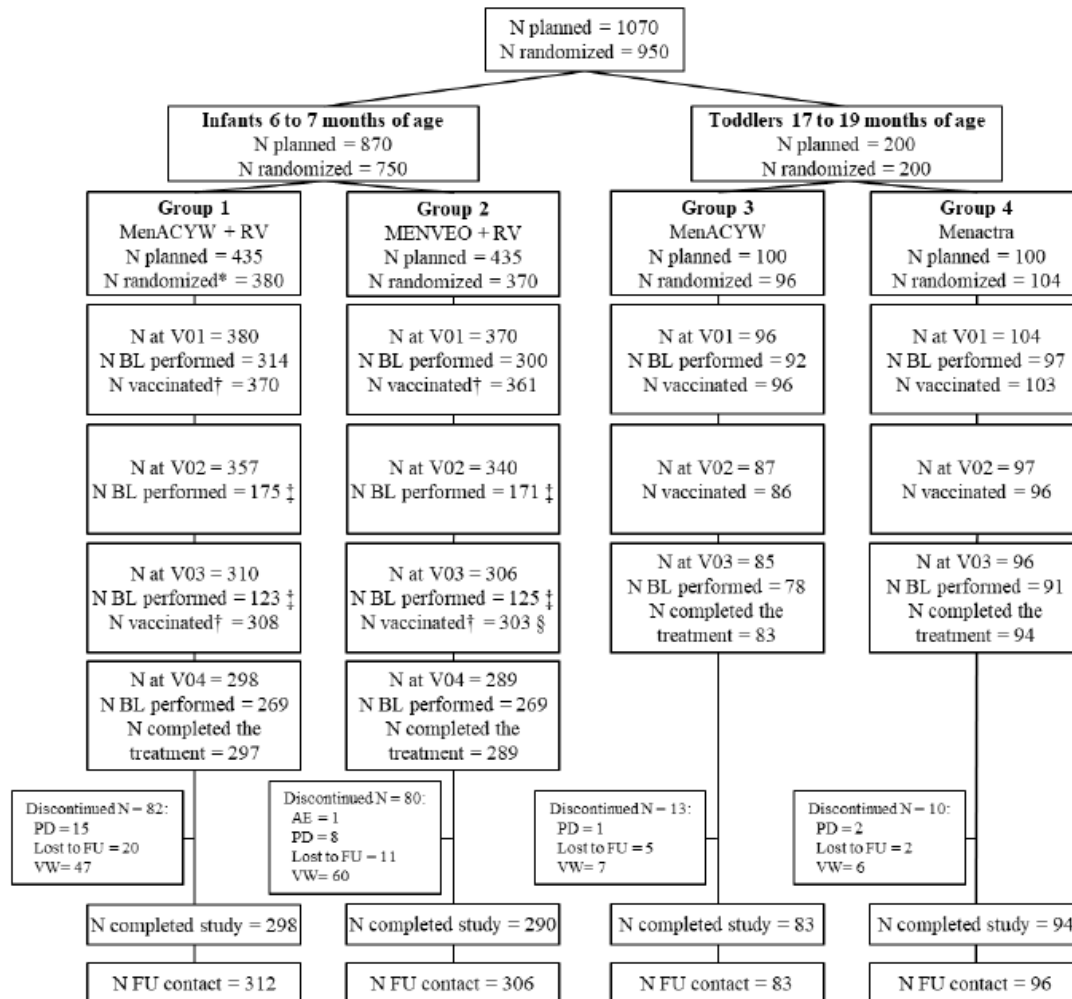 N planned = 1070
N randomized = 950
Infants 6 to 7 months of age
N planned = 870
N randomized = 750
Toddlers 17 to 19 months of age
N planned = 200
N randomized = 200
Group 1
MenACYW + RV
N planned = 435
N randomized* = 380
Group 2
MENVEO + RV
N planned = 435
N randomized = 370
Group 3
MenACYW
N planned = 100
N randomized = 96
Group 4
Menactra
N planned = 100
N randomized = 104
N at V01 = 380
N BL performed = 314
N vaccinated† = 370
N at V01 = 370
N BL performed = 300
N vaccinated† = 361
N at V01 = 96
N BL performed = 92
N vaccinated = 96
N at V01 = 104
N BL performed = 97
N vaccinated = 103
N at V02 = 357
N BL performed = 175 ‡
N at V02 = 340
N BL performed = 171 ‡
N at V02 = 87
N vaccinated = 86
N at V02 = 97
N vaccinated = 96
N at V03 = 310
N BL performed = 123 ‡
N vaccinated† = 308
N at V03 = 306
N BL performed = 125 ‡
N vaccinated† = 303 §
N at V03 = 85
N BL performed = 78
N completed the
treatment = 83
N at V03 = 96
N BL performed = 91
N completed the
treatment = 94
N at V04 = 298
N BL performed = 269
N completed the
treatment = 297
N at V04 = 289
N BL performed = 269
N completed the
treatment = 289
Discontinued N = 82:
PD = 15
Lost to FU = 20
VW= 47
Discontinued N = 80:
AE = 1
PD = 8
Lost to FU = 11
VW= 60
Discontinued N = 13:
PD = 1
Lost to FU = 5
VW = 7
Discontinued N = 10:
PD = 2
Lost to FU = 2
VW = 6
N completed study = 298
N completed study = 290
N completed study = 83
N completed study = 94
N FU contact = 312
N FU contact = 306
N FU contact = 83
N FU contact = 96